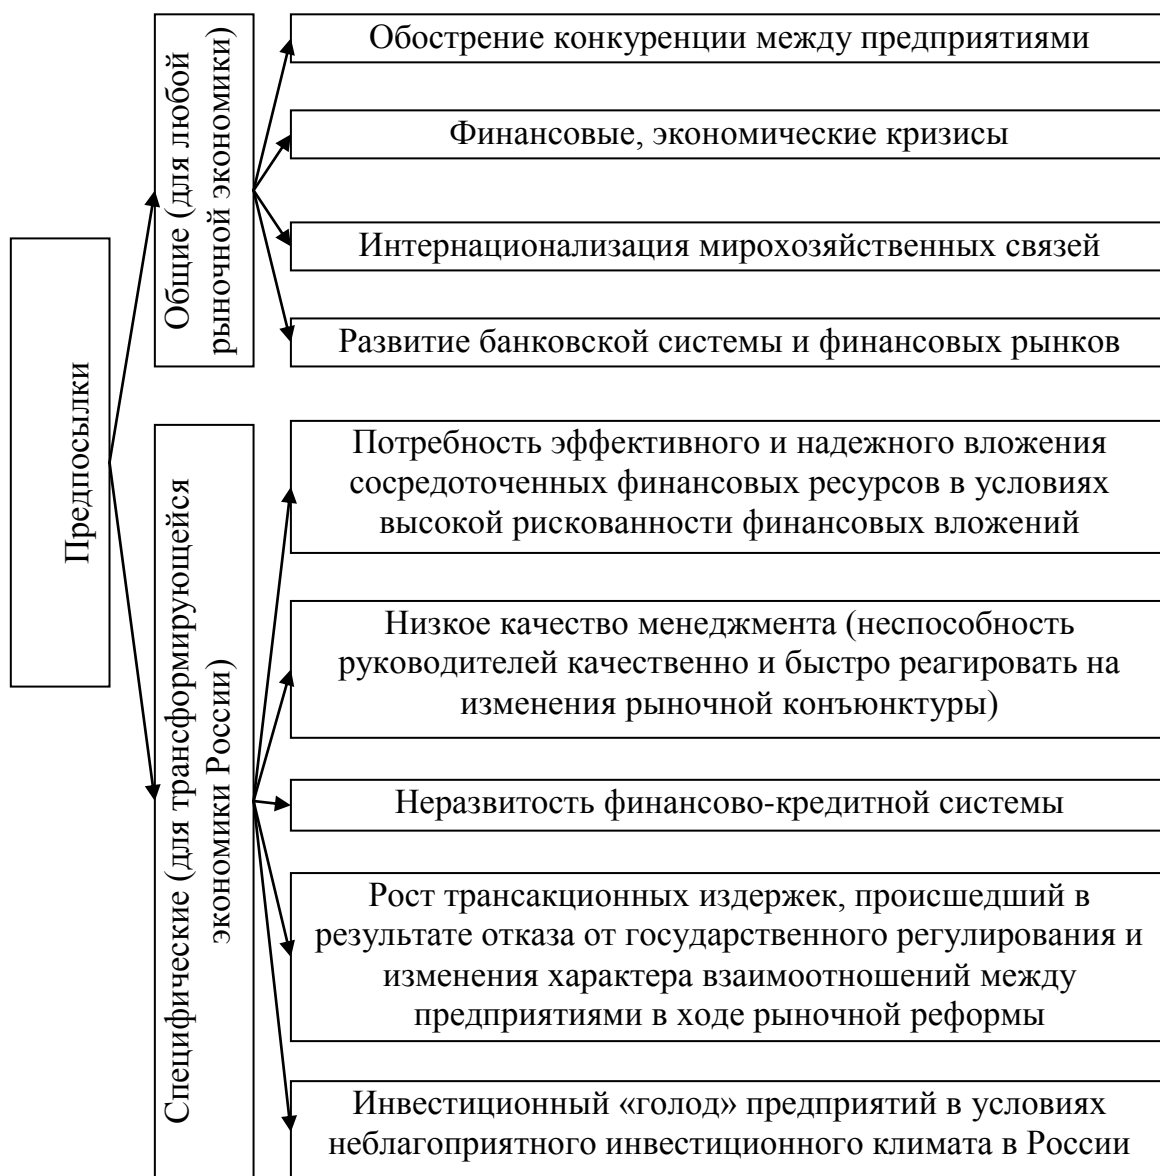 Предпосылки
Общие (для любой
рыночной экономики)
Обострение конкуренции между предприятиями
Финансовые, экономические кризисы
Интернационализация мирохозяйственных связей
Развитие банковской системы и финансовых рынков
Специфические (для трансформирующейся
экономики России)
Потребность эффективного и надежного вложения
сосредоточенных финансовых ресурсов в условиях
высокой рискованности финансовых вложений
Низкое качество менеджмента (неспособность
руководителей качественно и быстро реагировать на
изменения рыночной конъюнктуры)
Неразвитость финансово-кредитной системы
Рост трансакционных издержек, происшедший в
результате отказа от государственного регулирования и
изменения характера взаимоотношений между
предприятиями в ходе рыночной реформы
Инвестиционный «голод» предприятий в условиях
неблагоприятного инвестиционного климата в России